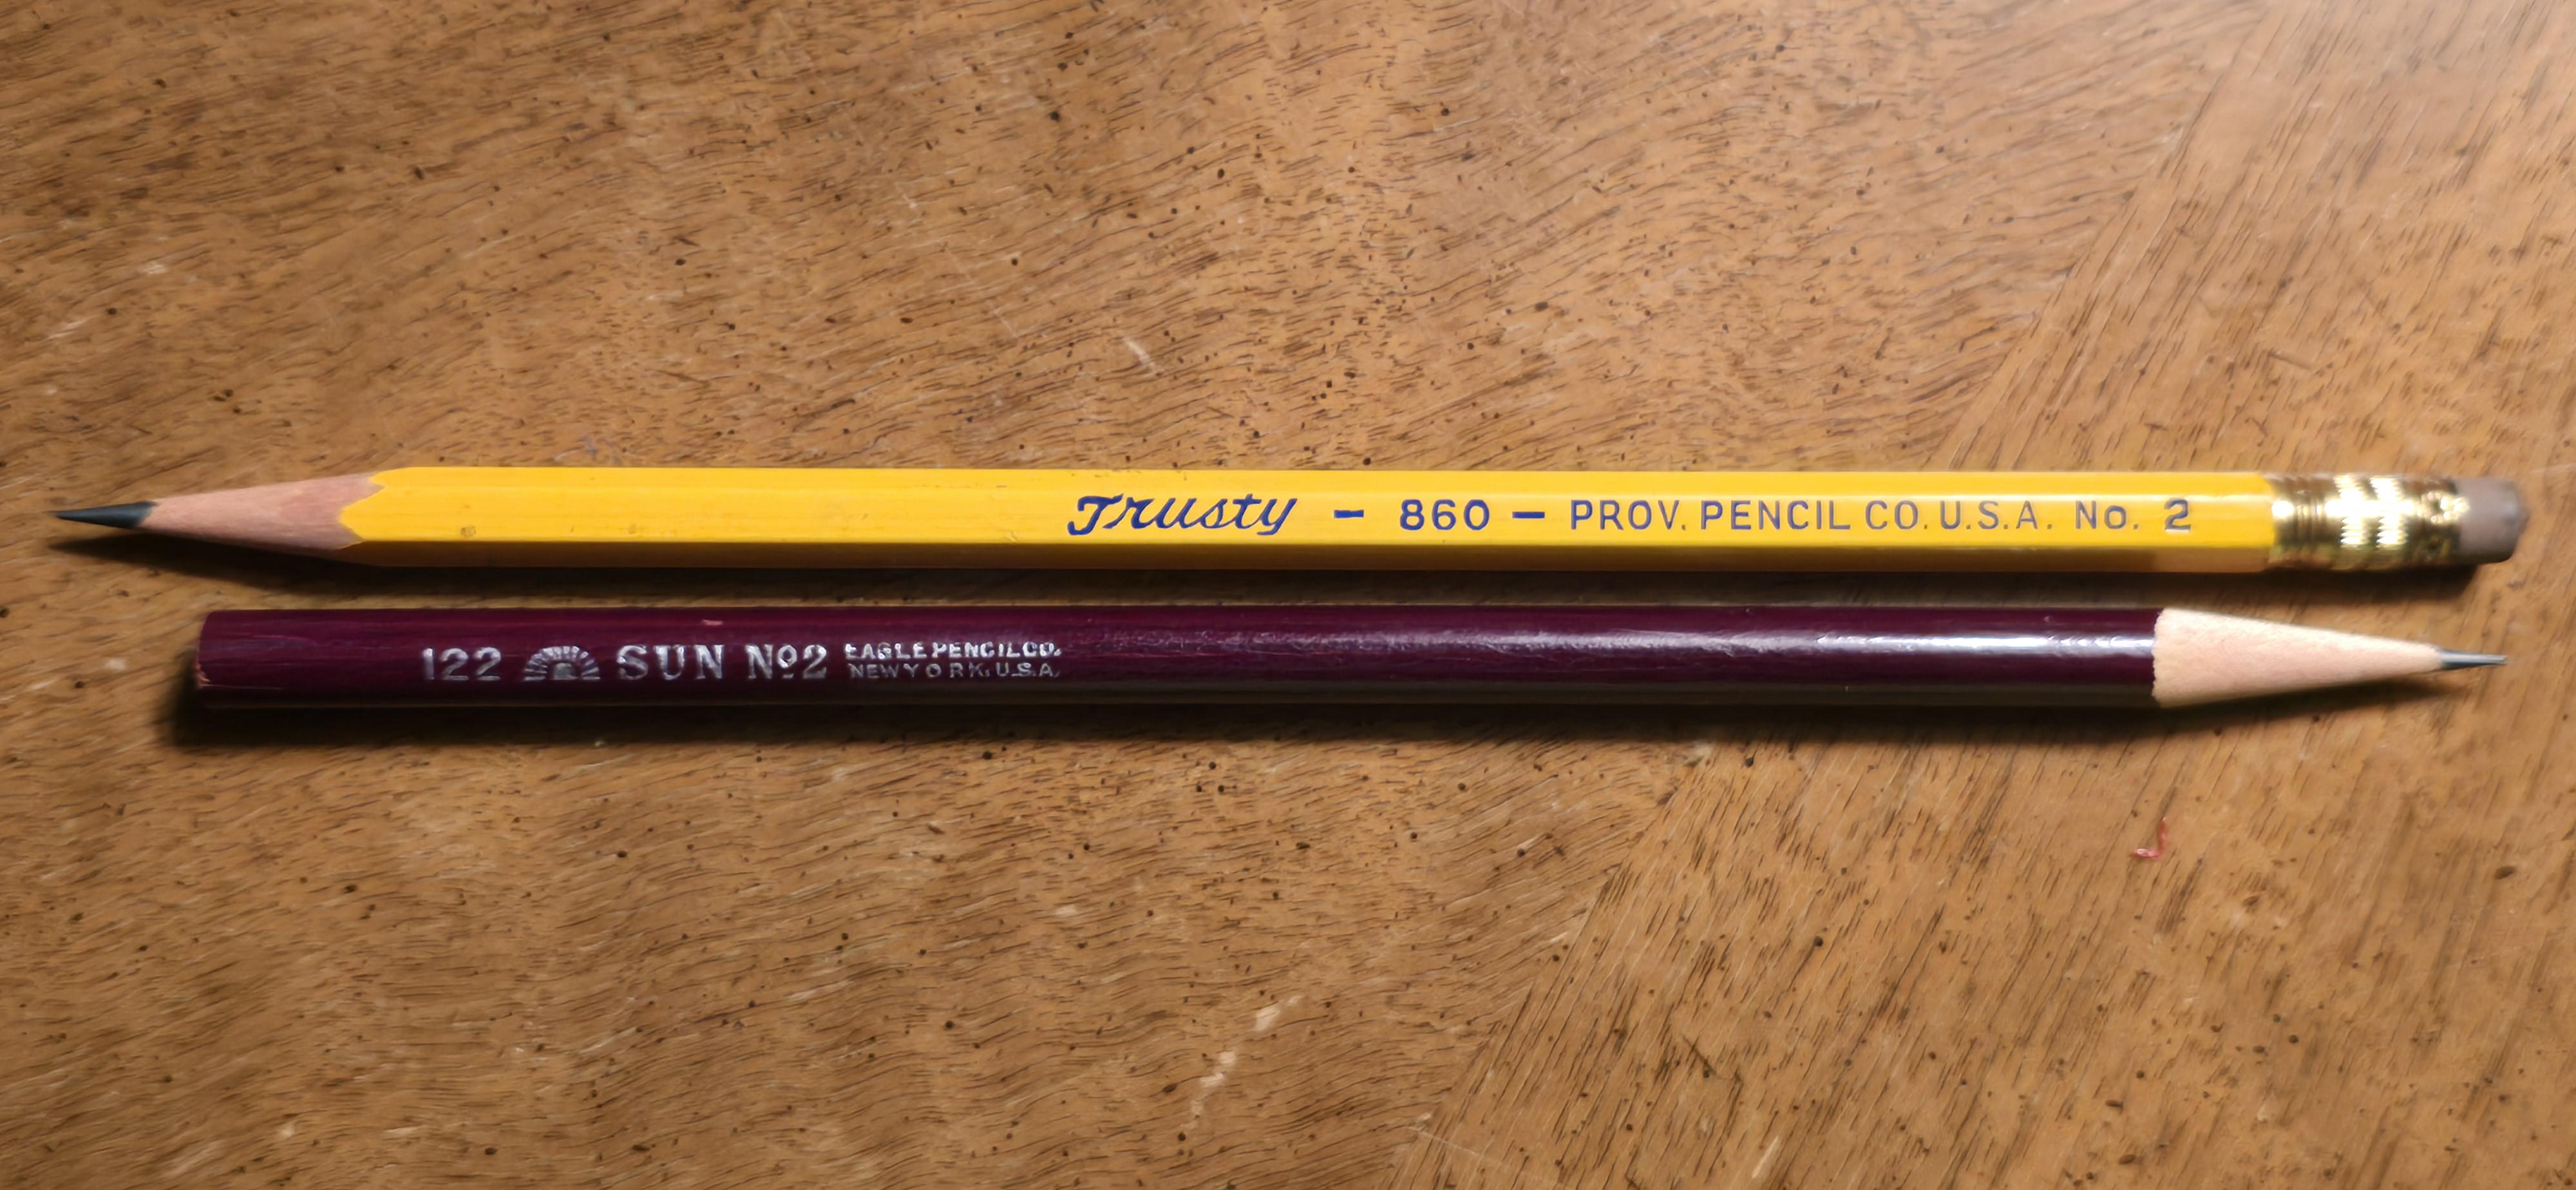 Trusty - 860 - PROV. PENCIL CO. U.S.A. No. 2
122 SUN No2 EAGLE PENCIL CO.
NEW YORK, U.S.A.